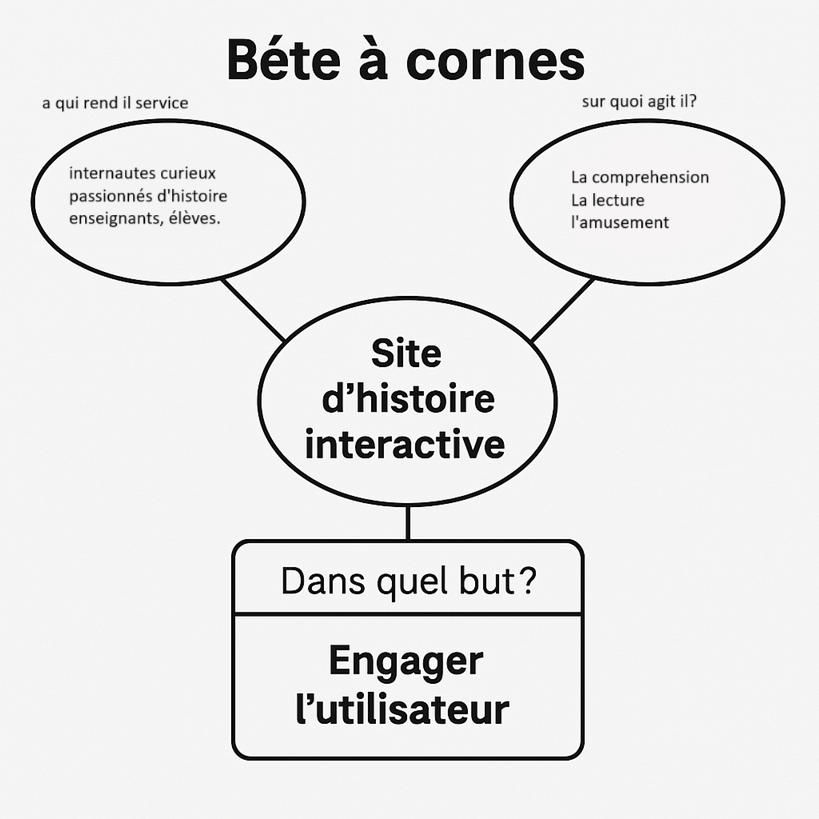 Béte à cornes
a qui rend il service
sur quoi agit il?
internautes curieux
passionnés d'histoire
enseignants, élèves.
La comprehension
La lecture
l'amusement
Site
d’histoire
interactive
Dans quel but?
Engager
l’utilisateur